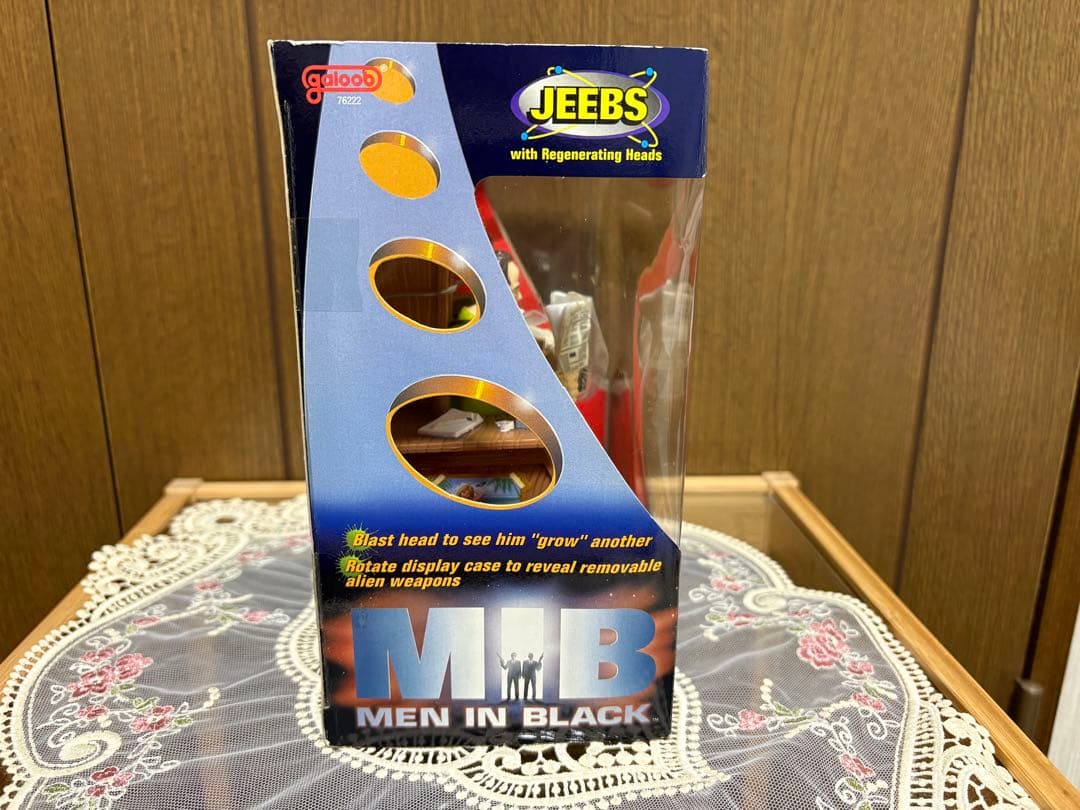 galoob®
76222
JEEBS
with Regenerating Heads
Blast head to see him "grow" another
Rotate display case to reveal removable
alien weapons
MIB
MEN IN BLACK™